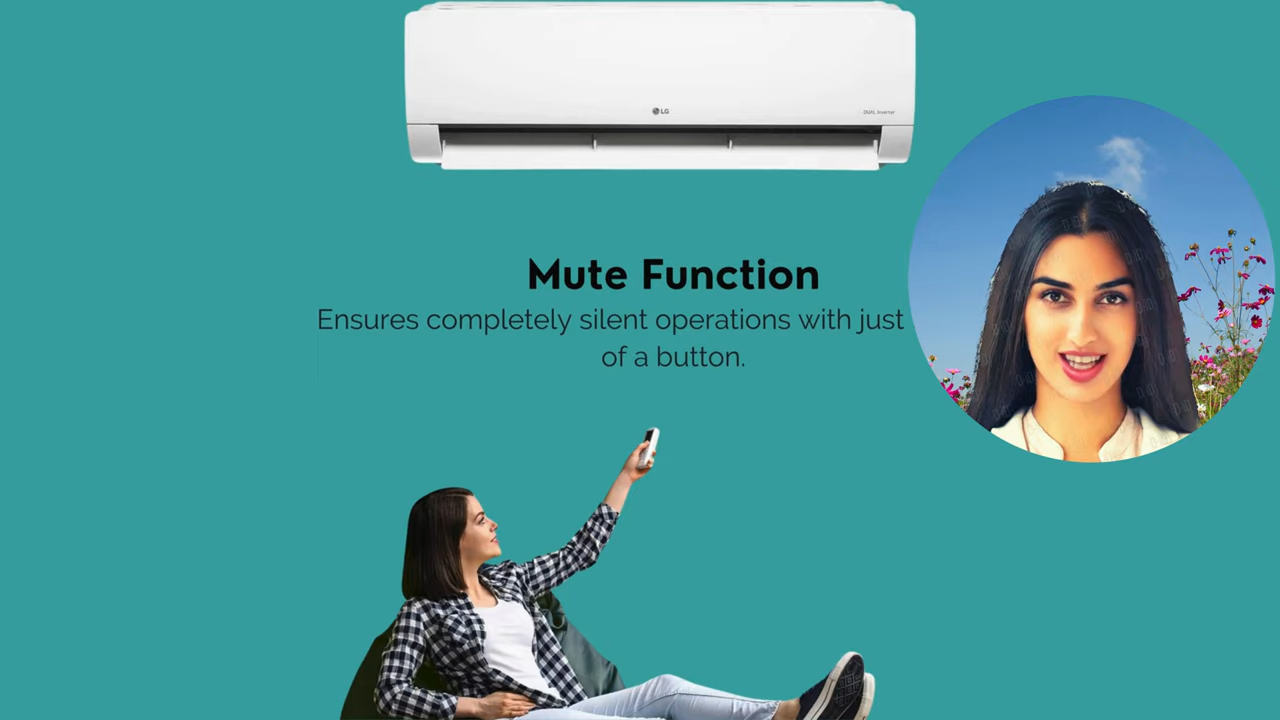 LG
DUAL Inverter
Mute Function
Ensures completely silent operations with just
of a button.